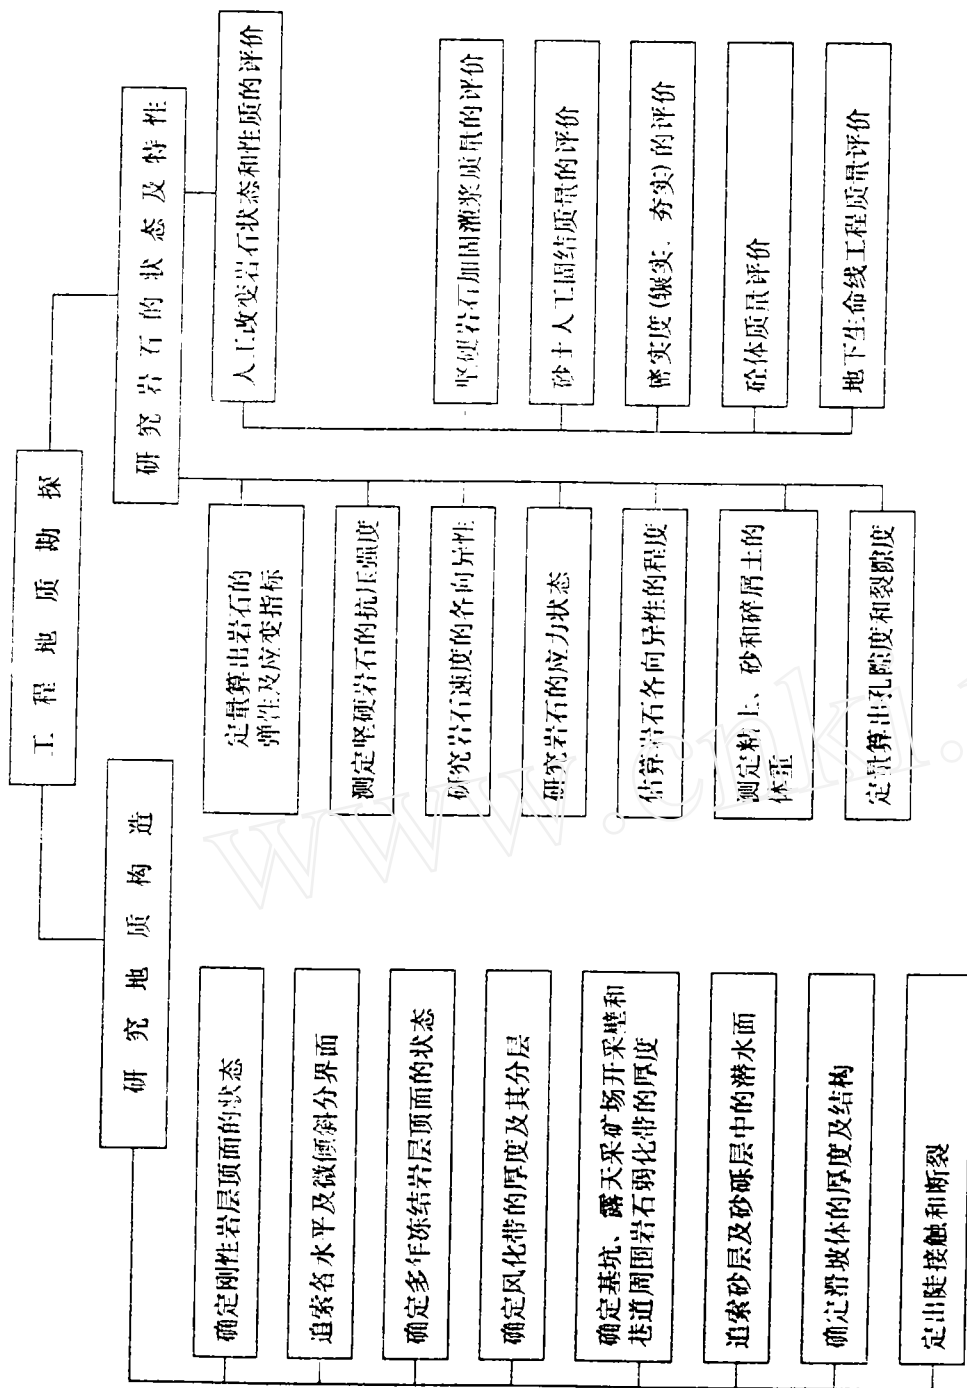 工程地质勘探
研究地质构造
确定刚性岩层顶面的状态
追索各水平及微倾斜分界面
确定多年冻结岩层顶面的状态
确定风化带的厚度及其分层
确定基坑、露天采矿场开采壁和
巷道周围岩石弱化带的厚度
追索砂层及砂砾层中的潜水面
确定滑坡体的厚度及结构
定出陡接触和断裂
研究岩石的状态及特性
定量算出岩石的
弹性及应变指标
测定坚硬岩石的抗压强度
研究岩石速度的各向异性
研究岩石的应力状态
估算岩石各向异性的程度
测定粘土、砂和碎屑土的
体重
定量算出孔隙度和裂隙度
人工改变岩石状态和性质的评价
坚硬岩石加固灌浆质量的评价
砂土人工固结质量的评价
密实度(辗实、夯实)的评价
砼体质量评价
地下生命线工程质量评价
www.cnki.